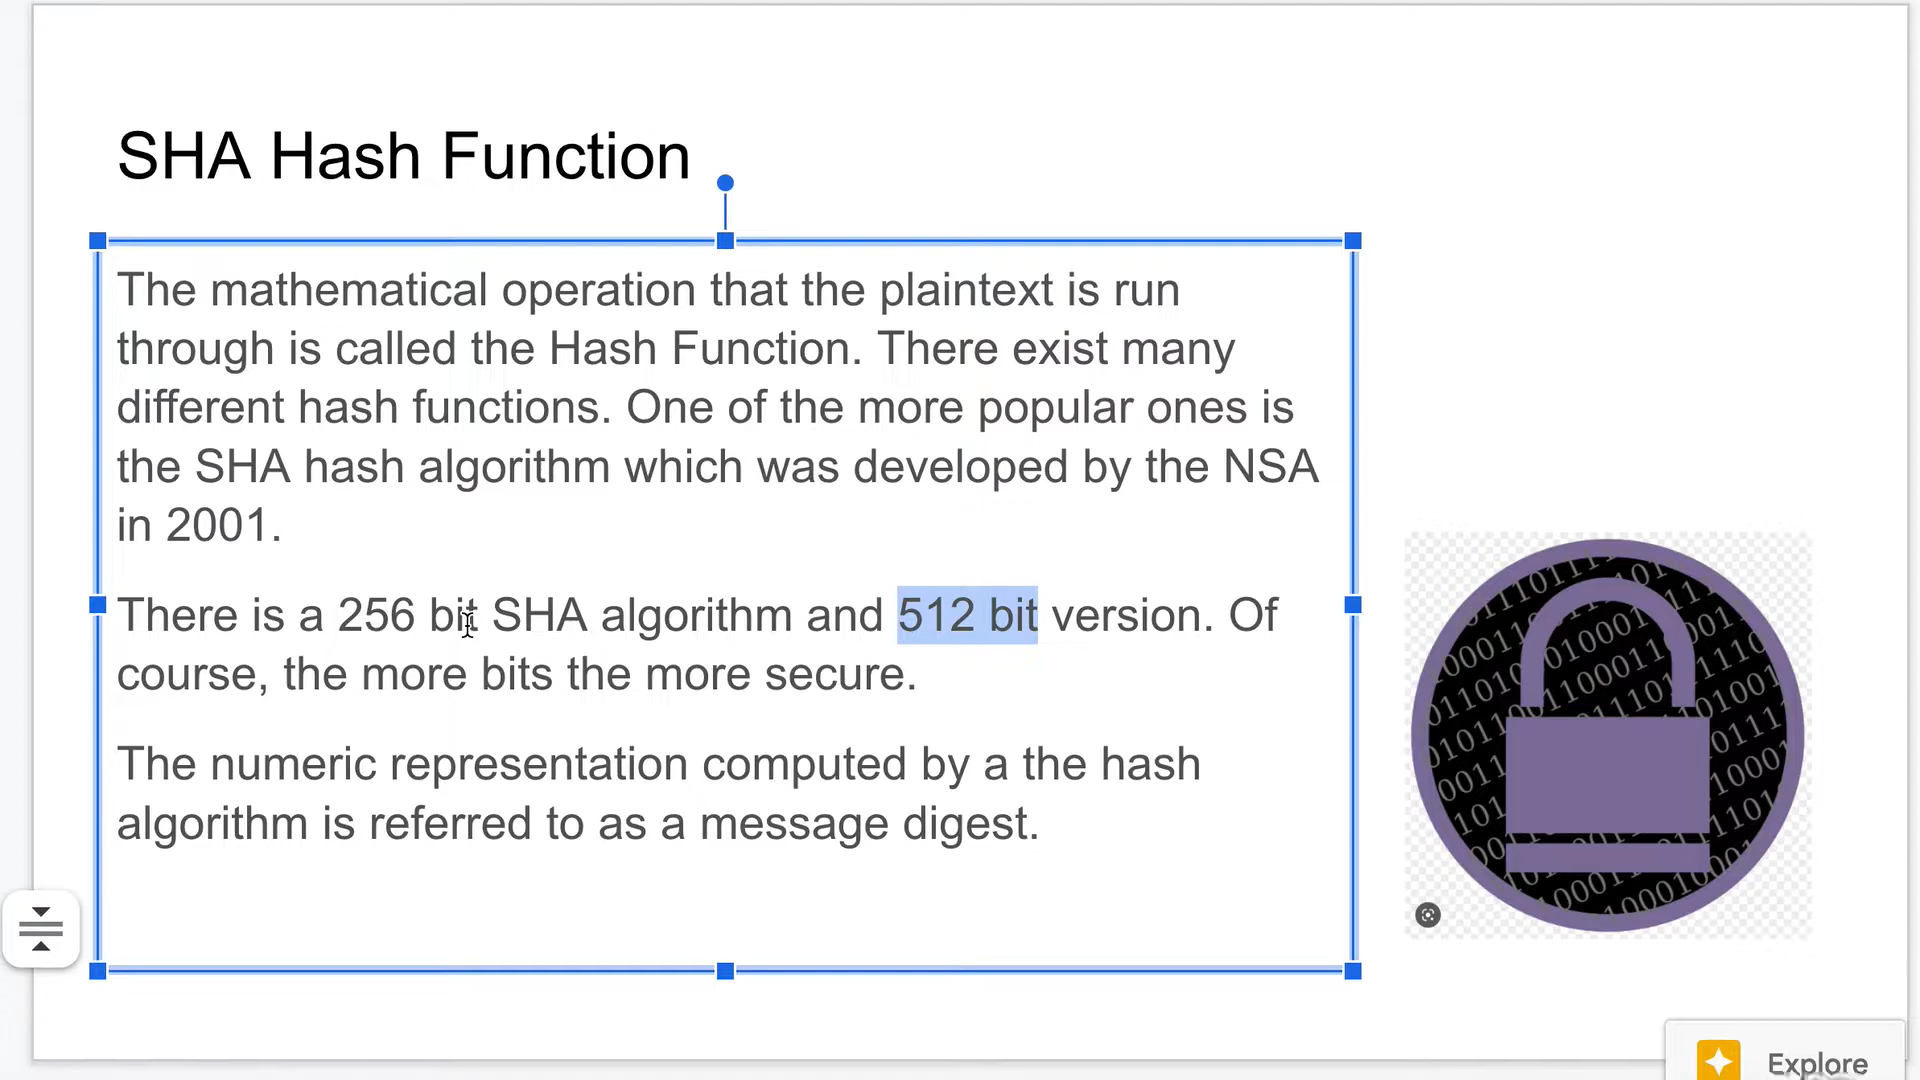 SHA Hash Function
The mathematical operation that the plaintext is run
through is called the Hash Function. There exist many
different hash functions. One of the more popular ones is
the SHA hash algorithm which was developed by the NSA
in 2001.
There is a 256 bit SHA algorithm and 512 bit version. Of
course, the more bits the more secure.
The numeric representation computed by a the hash
algorithm is referred to as a message digest.
Explore